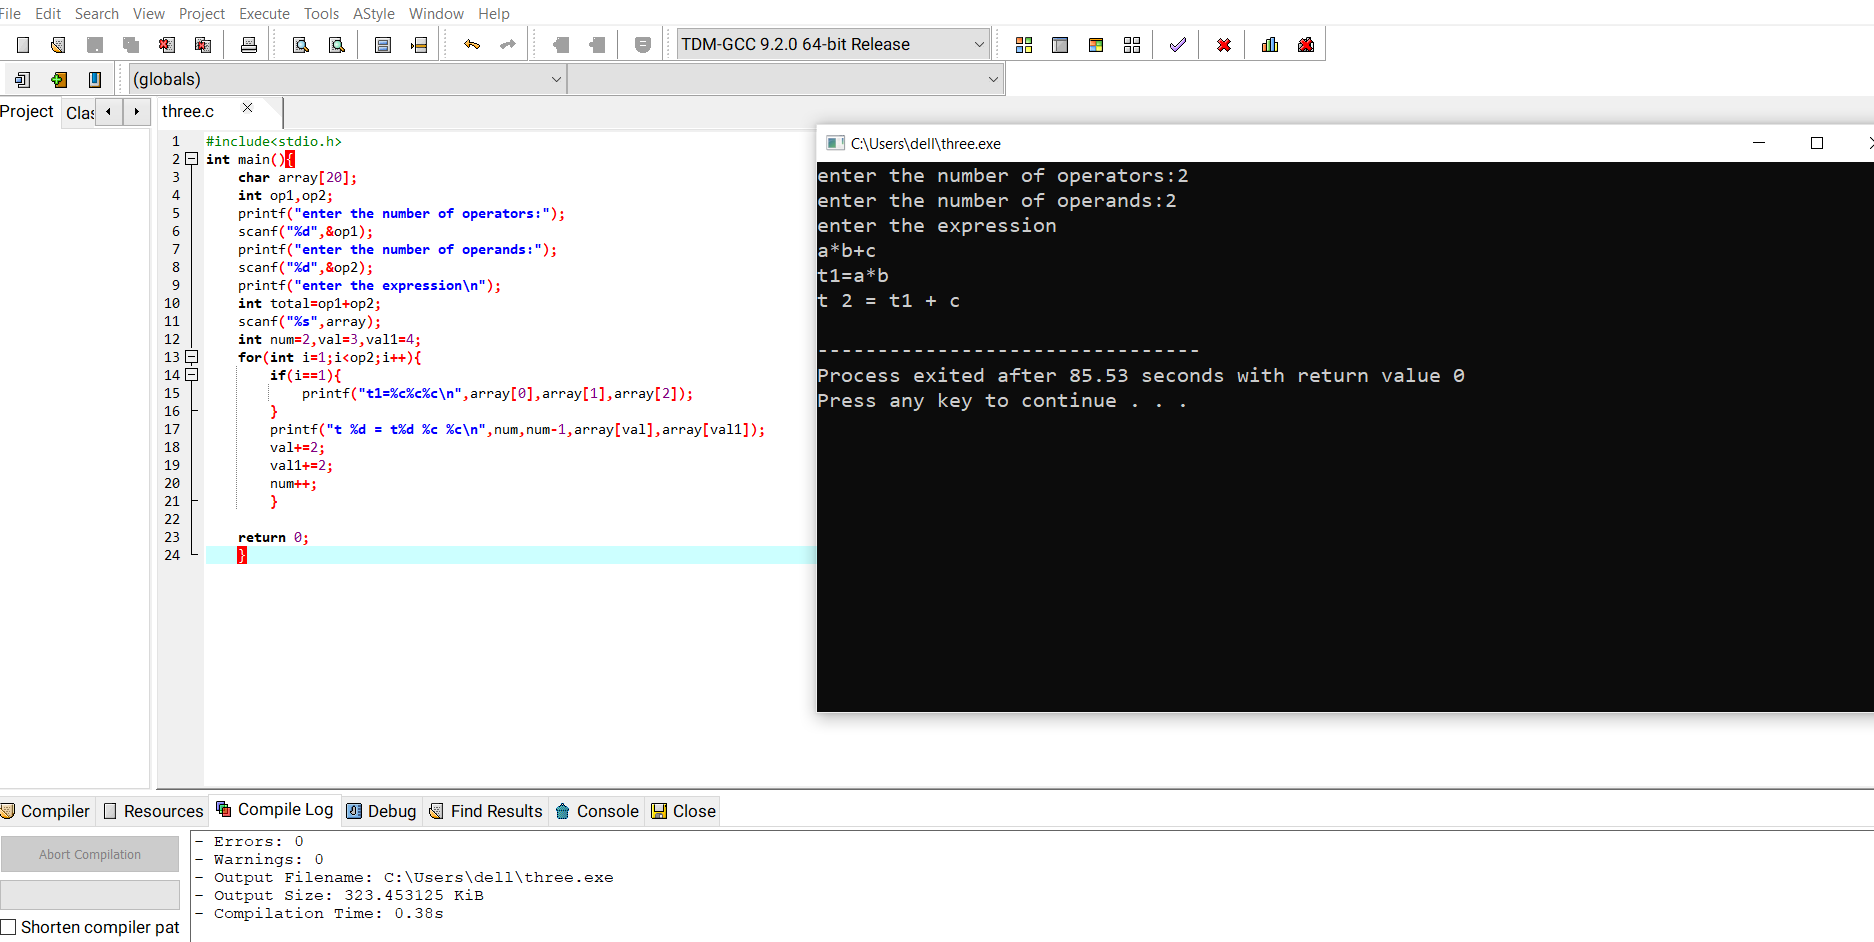 File Edit Search View Project Execute Tools AStyle Window Help
TDM-GCC 9.2.0 64-bit Release
(globals)
Project Clas three.c
1 #include<stdio.h>
2 int main(){
3 char array[20];
4 int op1,op2;
5 printf("enter the number of operators:");
6 scanf("%d",&op1);
7 printf("enter the number of operands:");
8 scanf("%d",&op2);
9 printf("enter the expression\n");
10 int total=op1+op2;
11 scanf("%s",array);
12 int num=2,val=3,val1=4;
13 for(int i=1;i<op2;i++){
14 if(i==1){
15 printf("t1=%c%c%c\n",array[0],array[1],array[2]);
16 }
17 printf("t %d = t%d %c %c\n",num,num-1,array[val],array[val1]);
18 val+=2;
19 val1+=2;
20 num++;
21 }
22
23 return 0;
24 }
C:\Users\dell\three.exe
enter the number of operators:2
enter the number of operands:2
enter the expression
a*b+c
t1=a*b
t 2 = t1 + c
--------------------------------
Process exited after 85.53 seconds with return value 0
Press any key to continue . . .
Compiler Resources Compile Log Debug Find Results Console Close
Abort Compilation
Shorten compiler pat
- Errors: 0
- Warnings: 0
- Output Filename: C:\Users\dell\three.exe
- Output Size: 323.453125 KiB
- Compilation Time: 0.38s